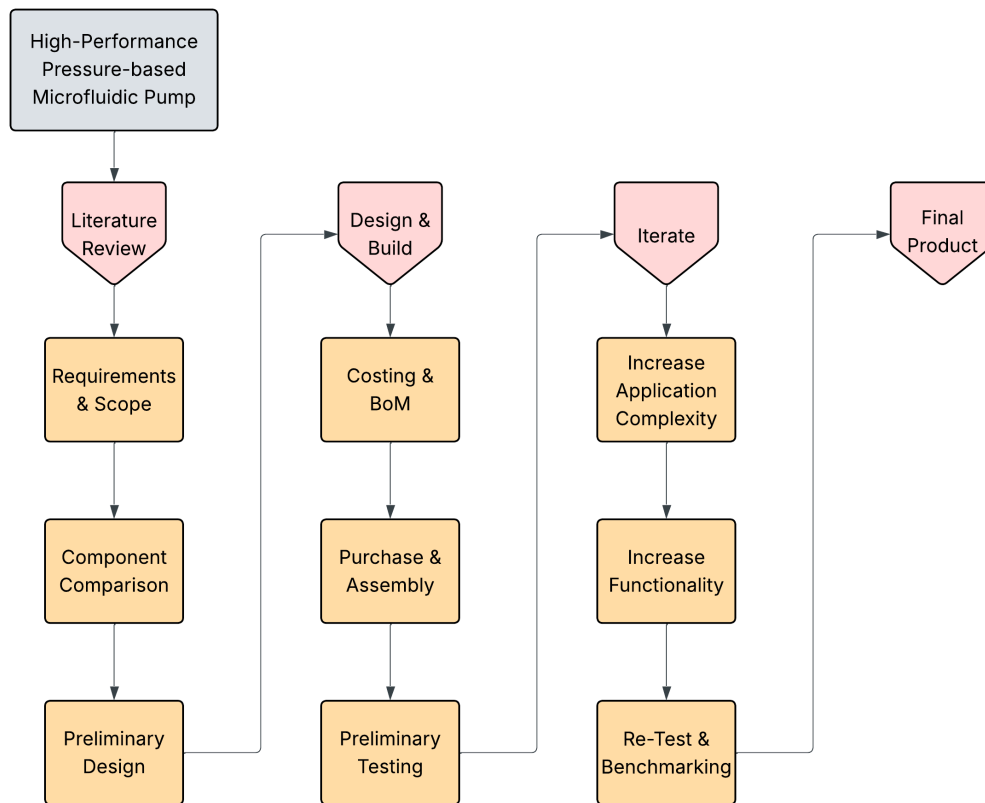 High-Performance
Pressure-based
Microfluidic Pump
Literature
Review
Requirements
& Scope
Component
Comparison
Preliminary
Design
Design &
Build
Costing &
BoM
Purchase &
Assembly
Preliminary
Testing
Iterate
Increase
Application
Complexity
Increase
Functionality
Re-Test &
Benchmarking
Final
Product